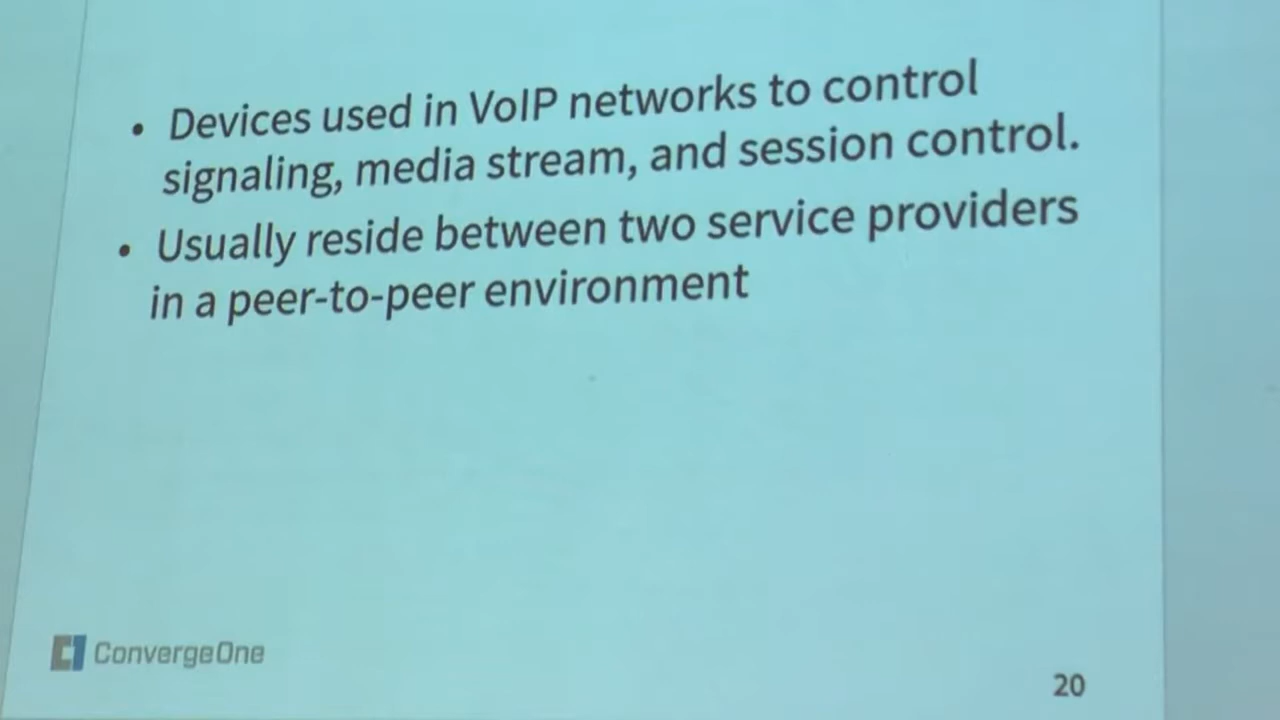 • Devices used in VoIP networks to control
signaling, media stream, and session control.
• Usually reside between two service providers
in a peer-to-peer environment
ConvergeOne
20